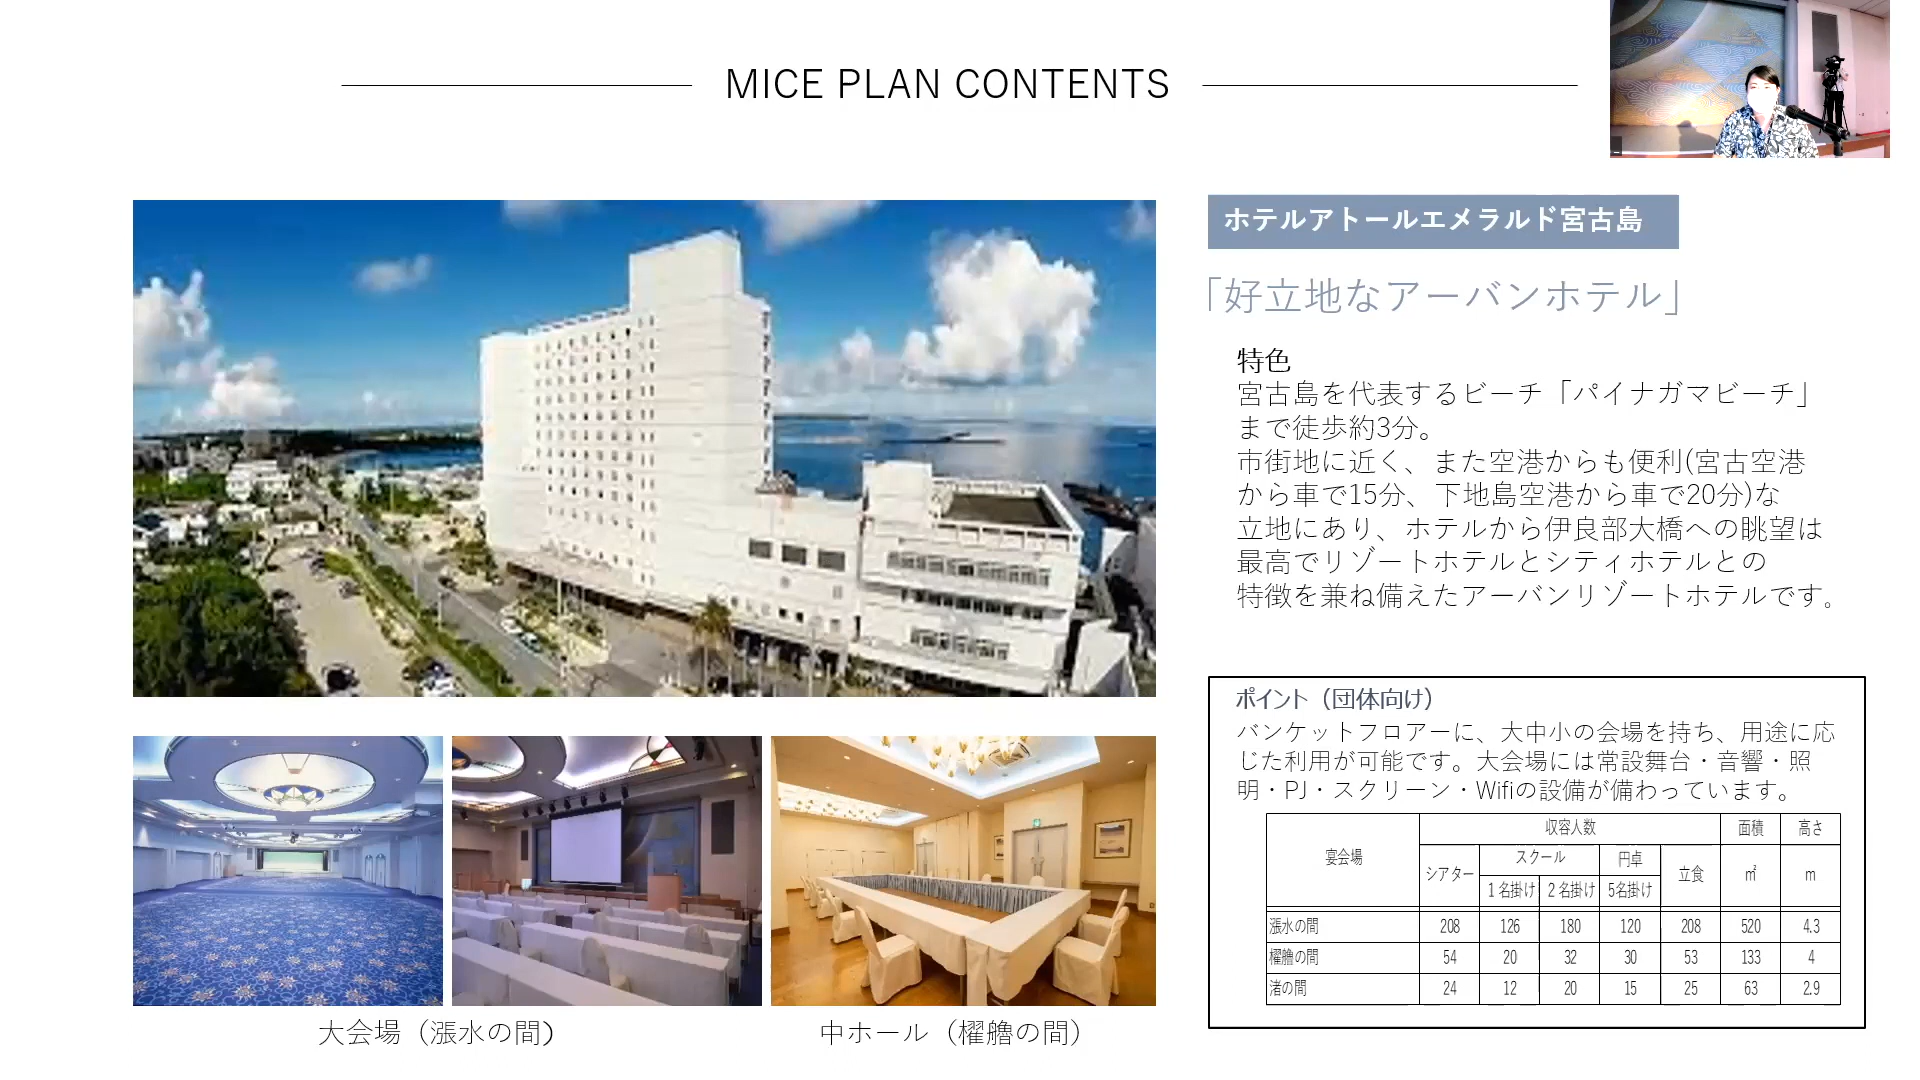 MICE PLAN CONTENTS
ホテルアトールエメラルド宮古島
「好立地なアーバンホテル」
特色
宮古島を代表するビーチ「パイナガマビーチ」
まで徒歩約3分。
市街地に近く、また空港からも便利(宮古空港
から車で15分、下地島空港から車で20分)な
立地にあり、ホテルから伊良部大橋への眺望は
最高でリゾートホテルとシティホテルとの
特徴を兼ね備えたアーバンリゾートホテルです。
ポイント（団体向け）
バンケットフロアーに、大中小の会場を持ち、用途に応
じた利用が可能です。大会場には常設舞台・音響・照
明・PJ・スクリーン・Wifiの設備が備わっています。
宴会場 収容人数 面積 高さ
シアター スクール 円卓 立食 ㎡ m
1名掛け 2名掛け 5名掛け
漲水の間 208 126 180 120 208 520 4.3
櫂艪の間 54 20 32 30 53 133 4
渚の間 24 12 20 15 25 63 2.9
大会場（漲水の間）
中ホール（櫂艪の間）